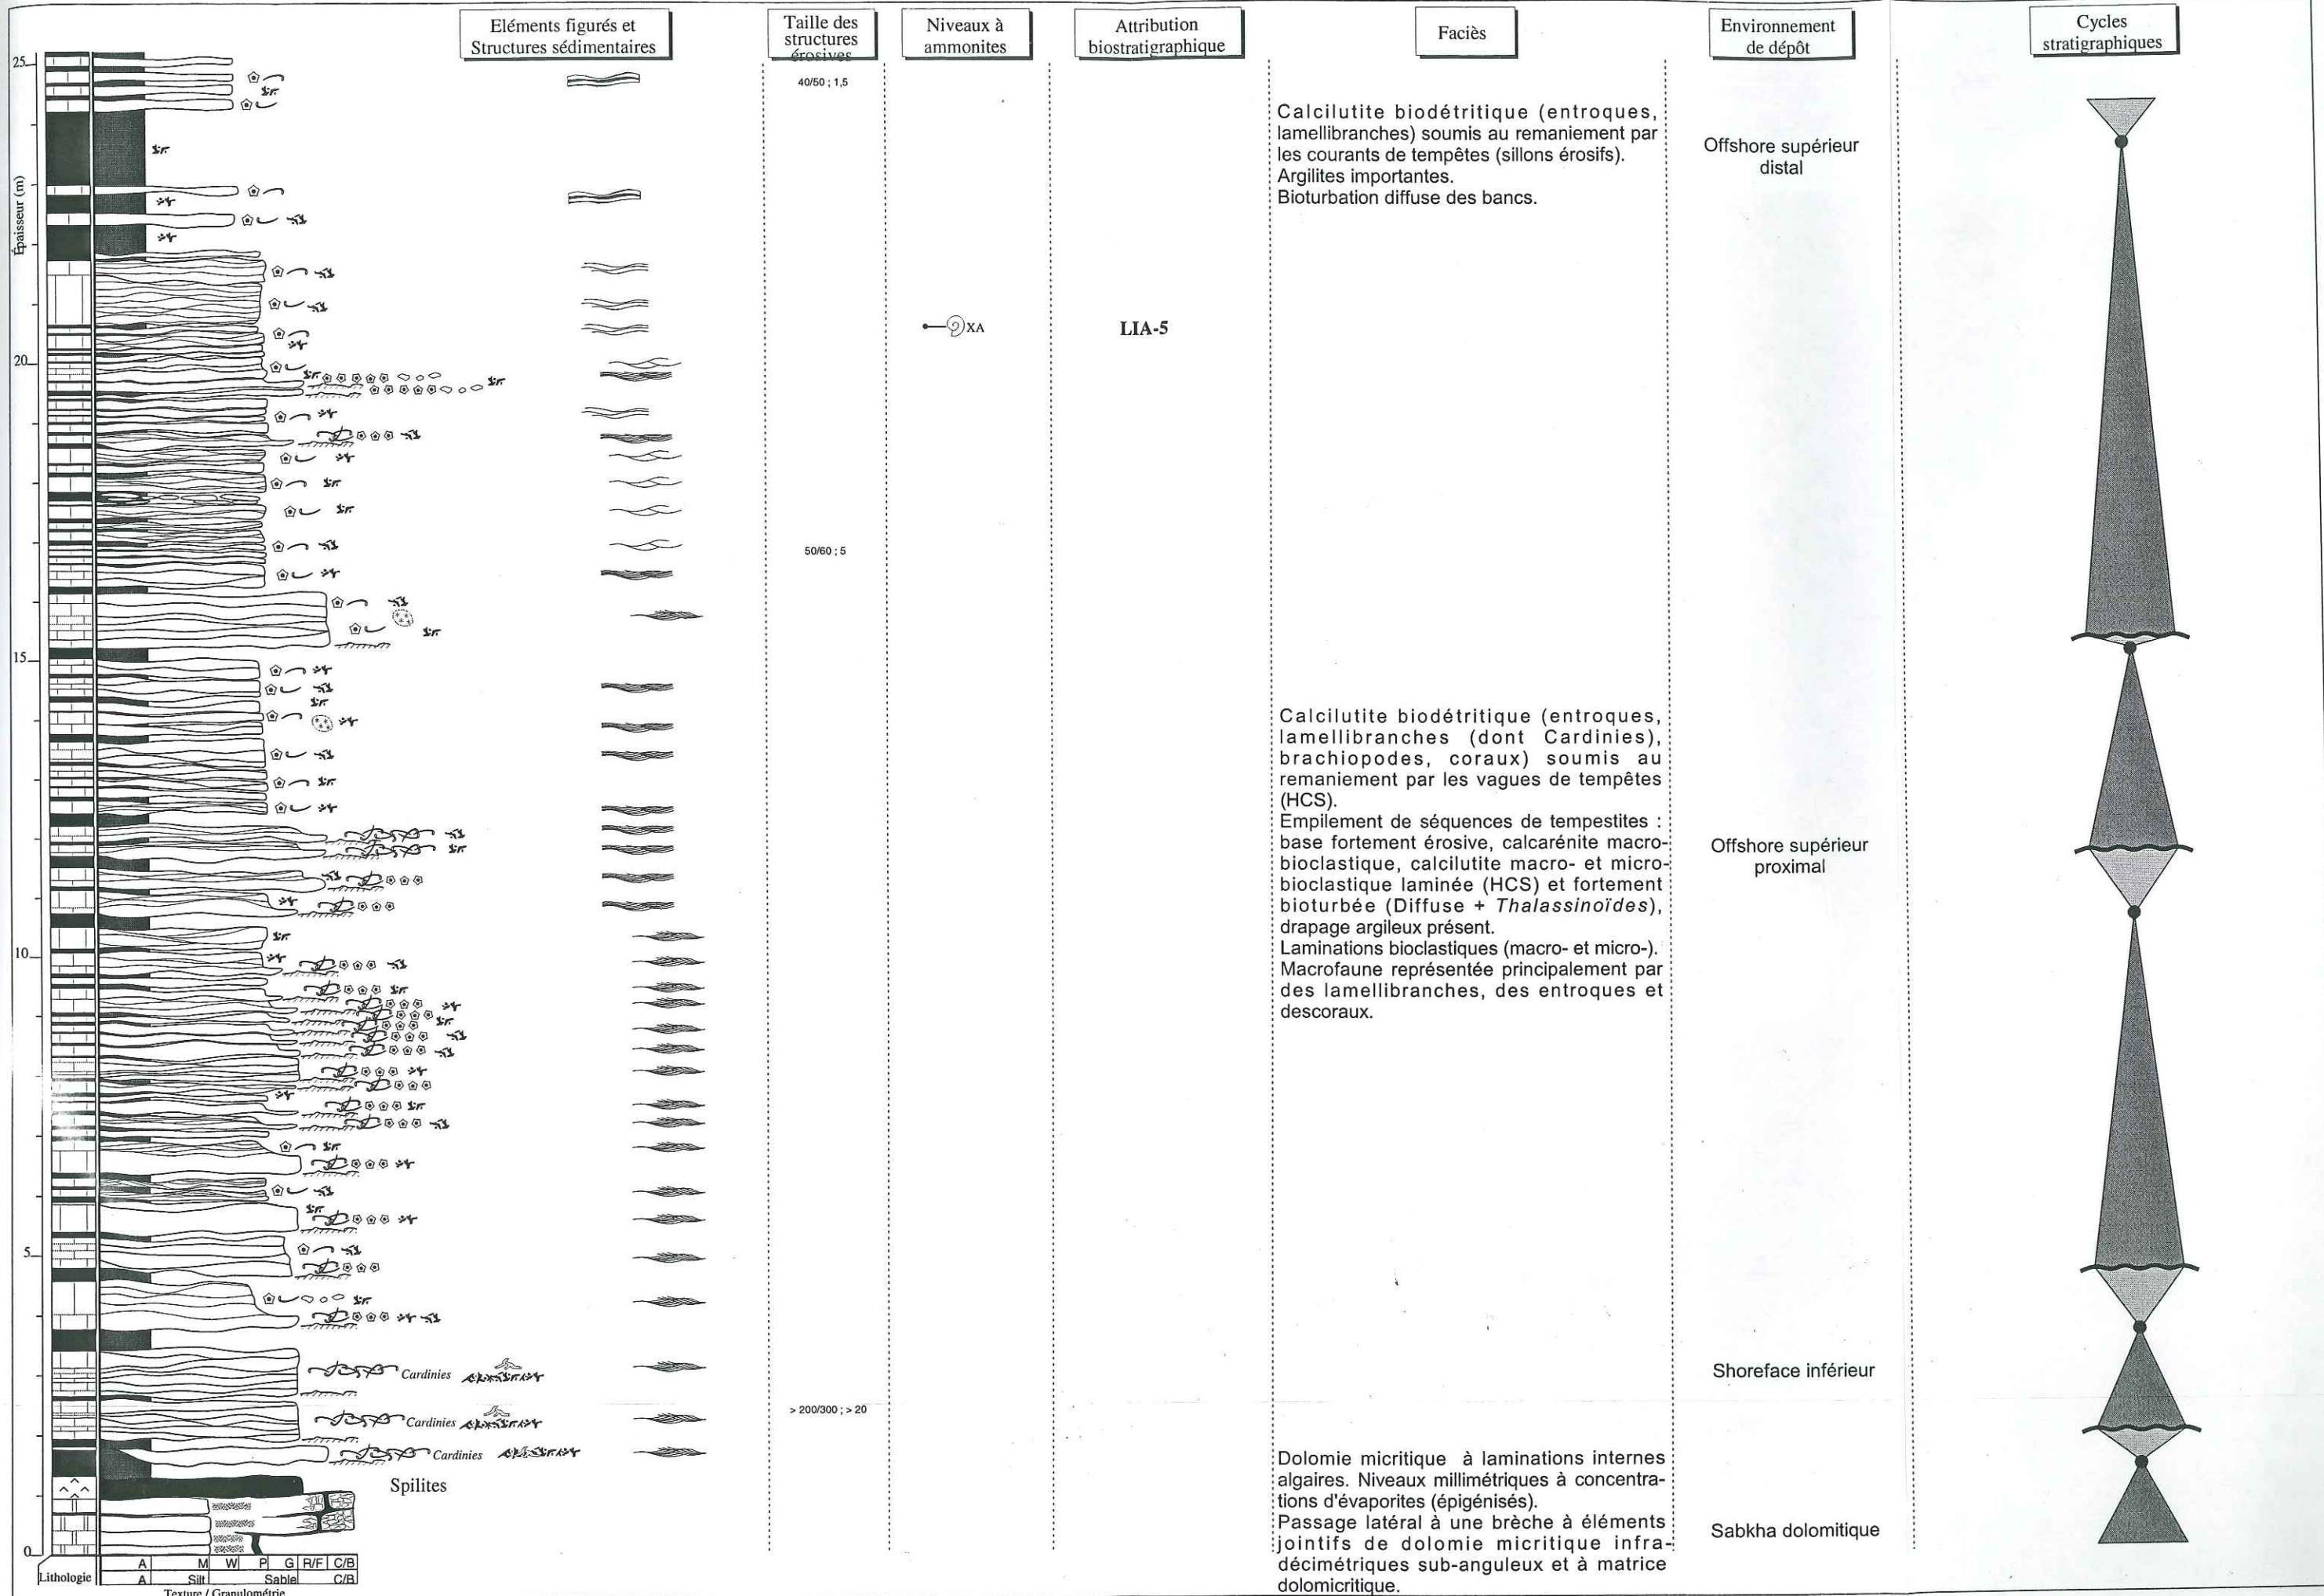 Eléments figurés et
Structures sédimentaires
Taille des
structures
érosives
Niveaux à
ammonites
Attribution
biostratigraphique
Faciès
Environnement
de dépôt
Cycles
stratigraphiques
Épaisseur (m)
25
20
15
10
5
0
40/50 ; 1,5
Calcilutite biodétritique (entroques,
lamellibranches) soumis au remaniement par
les courants de tempêtes (sillons érosifs).
Argilites importantes.
Bioturbation diffuse des bancs.
Offshore supérieur
distal
XA
LIA-5
50/60 ; 5
Calcilutite biodétritique (entroques,
lamellibranches (dont Cardinies),
brachiopodes, coraux) soumis au
remaniement par les vagues de tempêtes
(HCS).
Empilement de séquences de tempestites :
base fortement érosive, calcarénite macro-
bioclastique, calcilutite macro- et micro-
bioclastique laminée (HCS) et fortement
bioturbée (Diffuse + Thalassinoïdes),
drapage argileux présent.
Laminations bioclastiques (macro- et micro-).
Macrofaune représentée principalement par
des lamellibranches, des entroques et
descoraux.
Offshore supérieur
proximal
Cardinies
Shoreface inférieur
Cardinies
> 200/300 ; > 20
Cardinies
Spilites
Dolomie micritique à laminations internes
algaires. Niveaux millimétriques à concentra-
tions d'évaporites (épigénisés).
Passage latéral à une brèche à éléments
jointifs de dolomie micritique infra-
décimétriques sub-anguleux et à matrice
dolomicritique.
Sabkha dolomitique
Lithologie
A M W P G R/F C/B
A Silt Sable C/B
Texture / Granulométrie